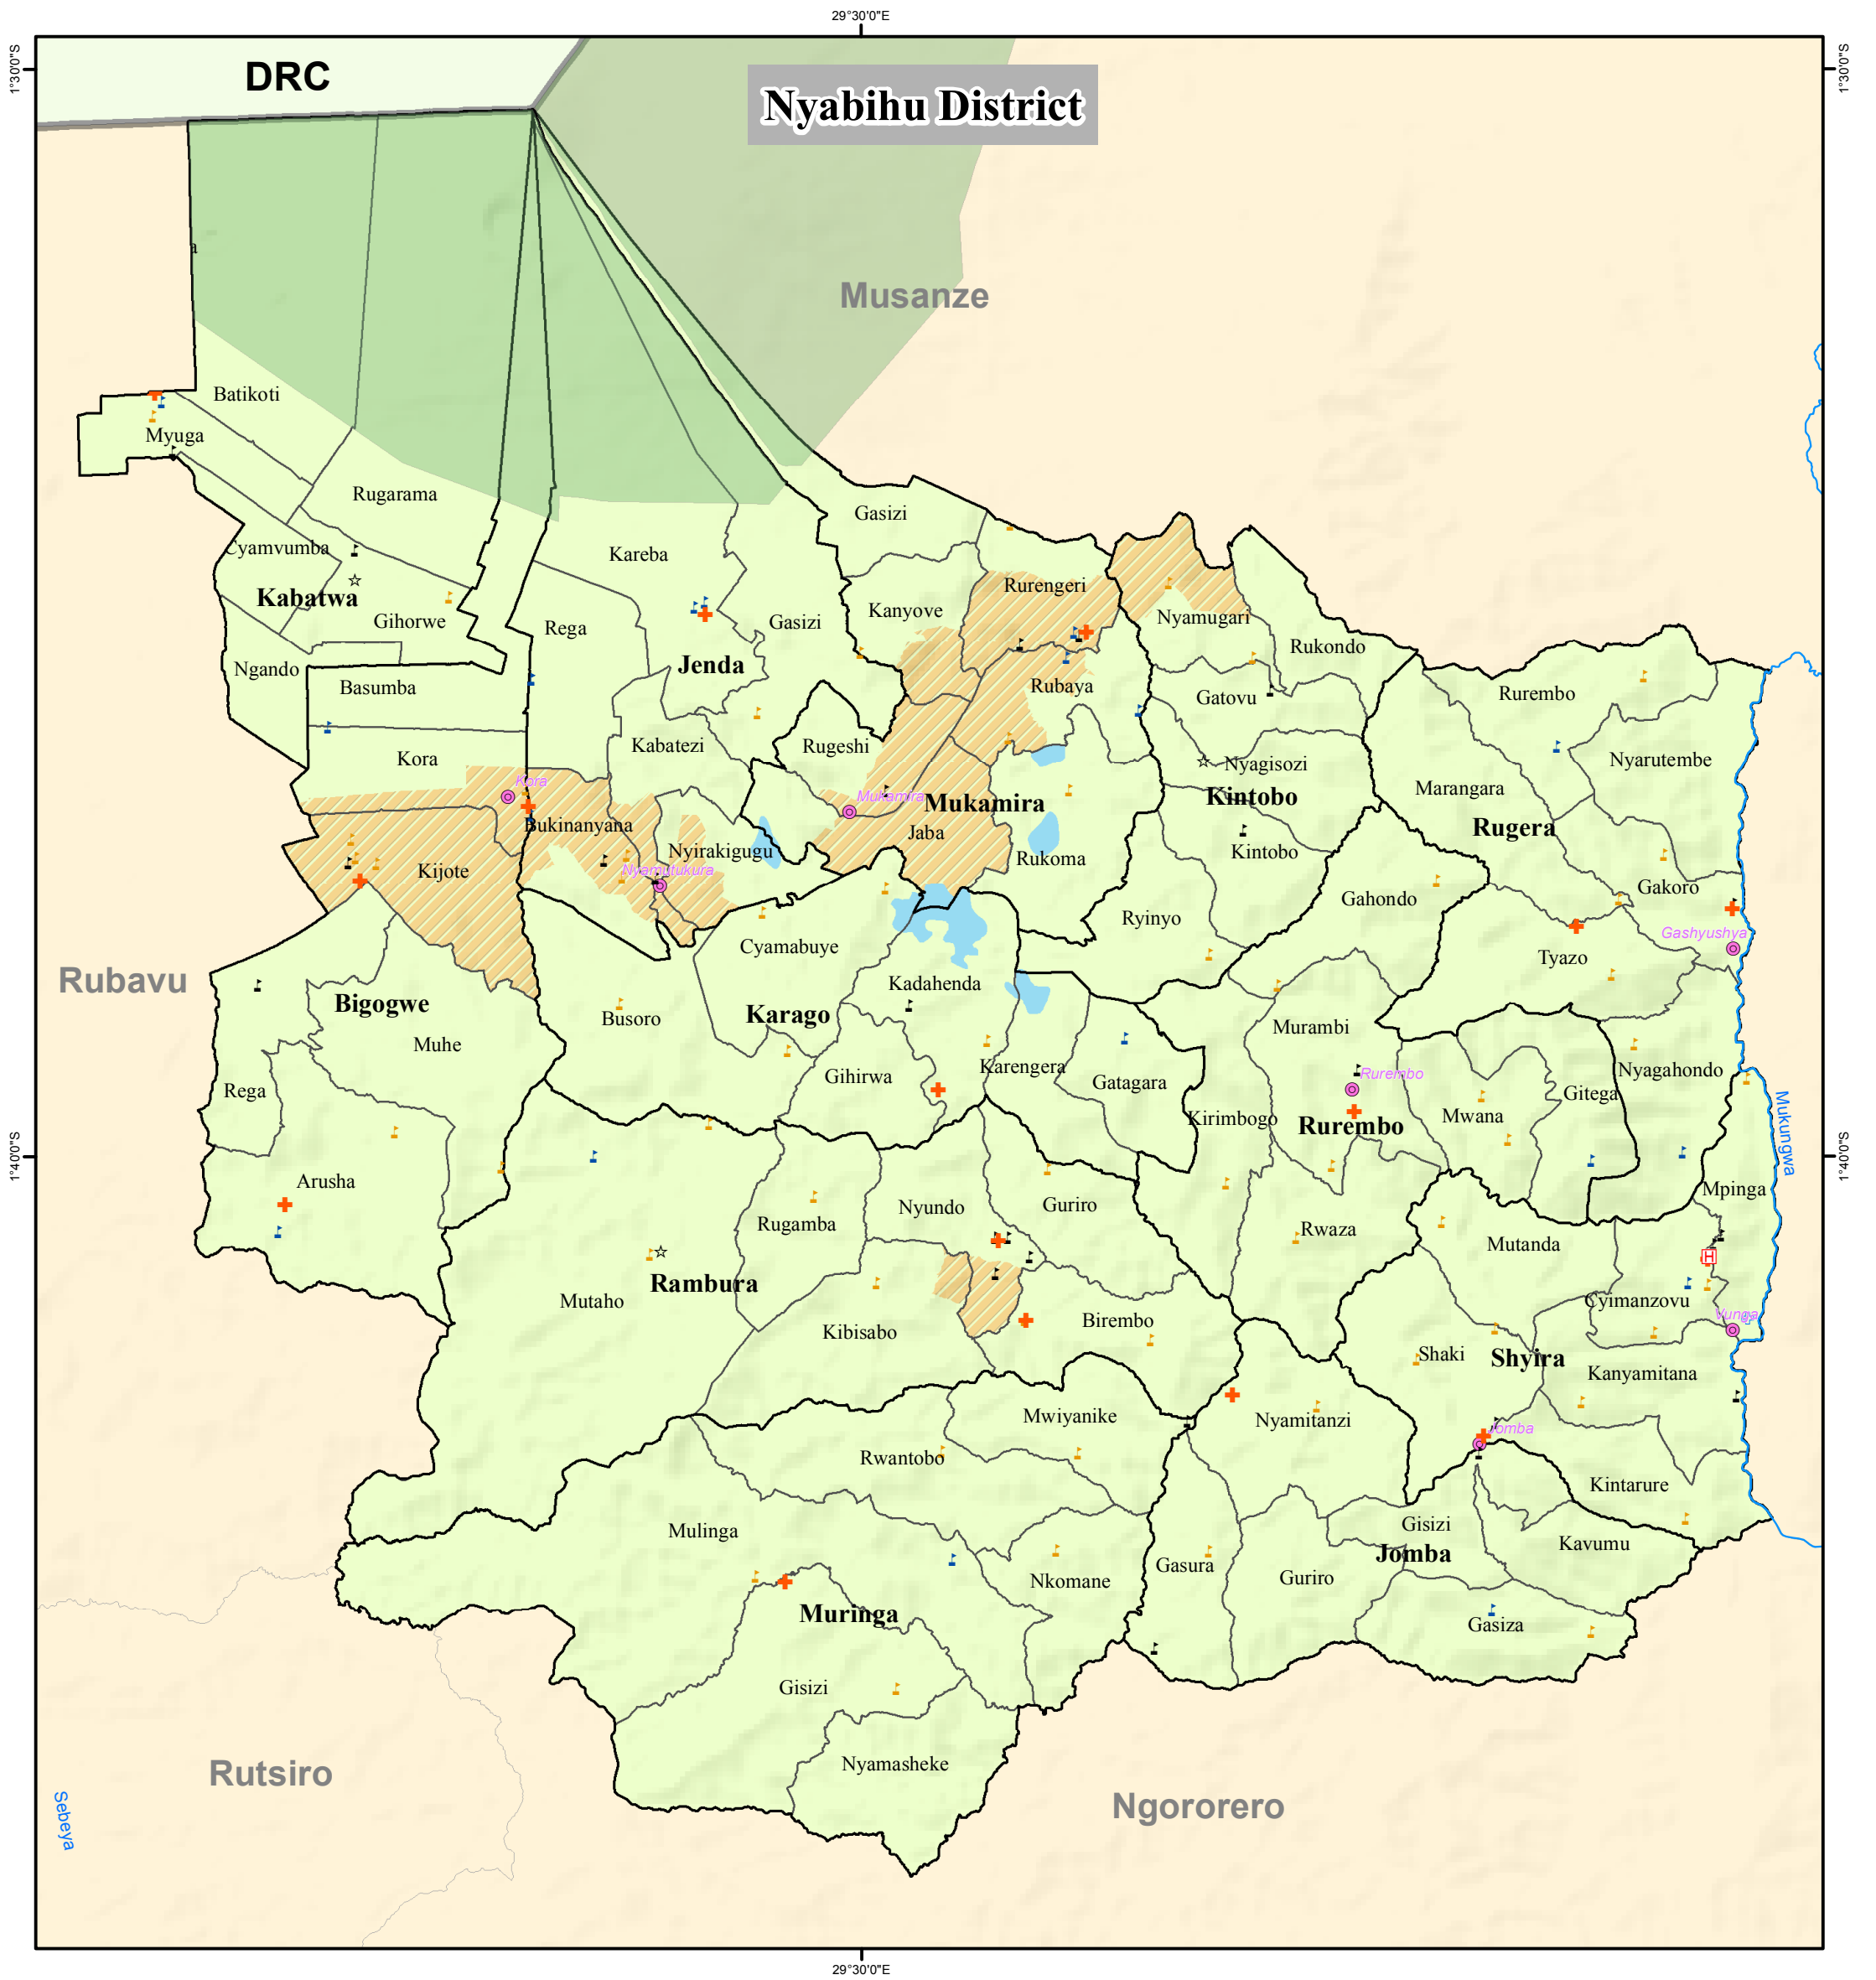 29°30'0"E
1°30'0"S
1°30'0"S
DRC
Nyabihu District
a
Musanze
Batikoti
Myuga
Rugarama
Gasizi
Cyamvumba
Kareba
Rurengeri
Kabatwa
Kanyove
Gihorwe
Rega
Gasizi
Nyamugari
Rukondo
Ngando
Jenda
Basumba
Rubaya
Gatovu
Rurembo
Kora
Kabatezi
Rugeshi
Nyagisozi
Nyarutembe
Kora
Mukamira
Mukamira
Kintobo
Marangara
Bukinanyana
Jaba
Rugera
Kijote
Nyirakigugu
Nyamutukura
Rukoma
Kintobo
Gakoro
Gahondo
Ryinyo
Gashyushya
Rubavu
Cyamabuye
Tyazo
Bigogwe
Kadahenda
Busoro
Karago
Murambi
Muhe
Gihirwa
Karengera
Gatagara
Rurembo
Nyagahondo
Rega
Gitega
Kirimbogo
Rurembo
Mwana
Mukungwa
1°40'0"S
1°40'0"S
Arusha
Mpinga
Rugamba
Nyundo
Guriro
Rwaza
Mutanda
H
Mutaho
Rambura
Cyimanzovu
Kibisabo
Birembo
Vunga
Shaki
Shyira
Kanyamitana
Mwiyanike
Nyamitanzi
Jomba
Rwantobo
Kintarure
Mulinga
Gisizi
Kavumu
Jomba
Gasura
Nkomane
Guriro
Muringa
Gasiza
Gisizi
Nyamasheke
Rutsiro
Ngororero
Sebeya
29°30'0"E